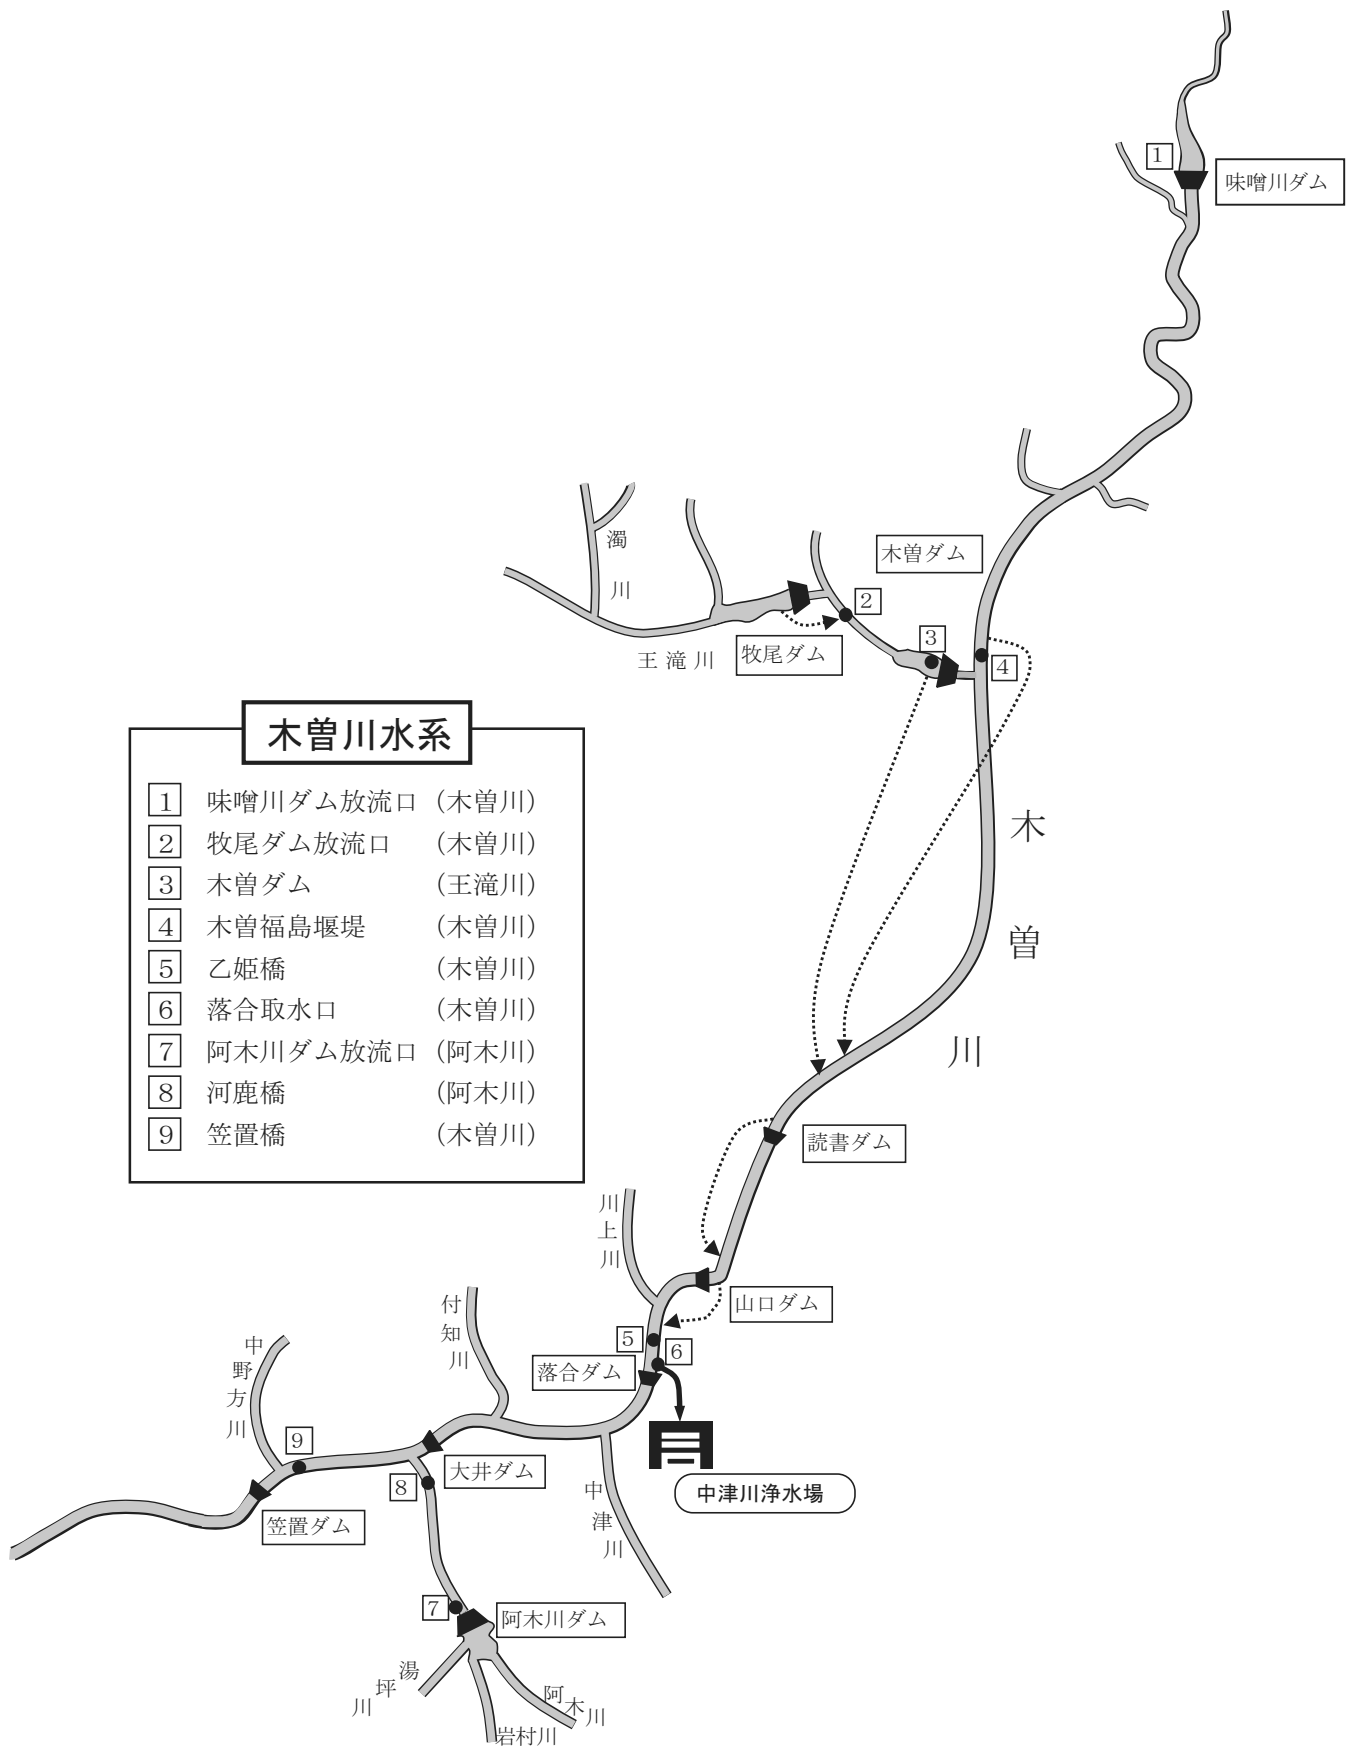 1
味噌川ダム
木曽ダム
濁川
2
3
4
王滝川
牧尾ダム
木曽川水系
1 味噌川ダム放流口（木曽川）
2 牧尾ダム放流口（木曽川）
3 木曽ダム（王滝川）
4 木曽福島堰堤（木曽川）
5 乙姫橋（木曽川）
6 落合取水口（木曽川）
7 阿木川ダム放流口（阿木川）
8 河鹿橋（阿木川）
9 笠置橋（木曽川）
木曽川
読書ダム
川上川
山口ダム
付知川
中野方川
5
6
落合ダム
9
大井ダム
8
中津川浄水場
笠置ダム
中津川
7
阿木川ダム
湯坪川
阿木川
岩村川